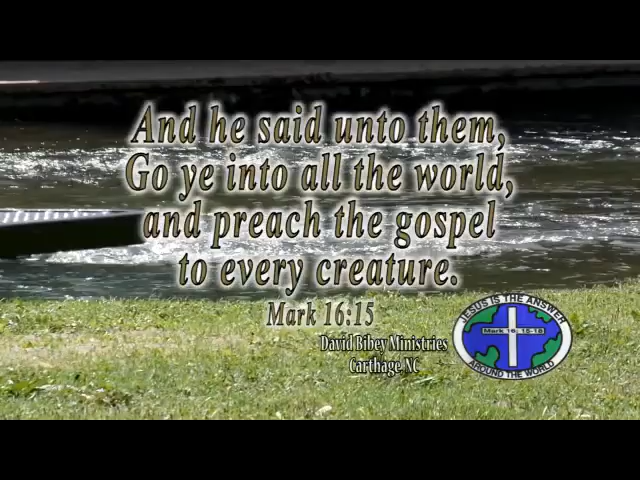 And he said unto them,
Go ye into all the world,
and preach the gospel
to every creature.
Mark 16:15
David Bibey Ministries
Carthage NC
JESUS IS THE ANSWER
Mark 16: 15-18
AROUND THE WORLD